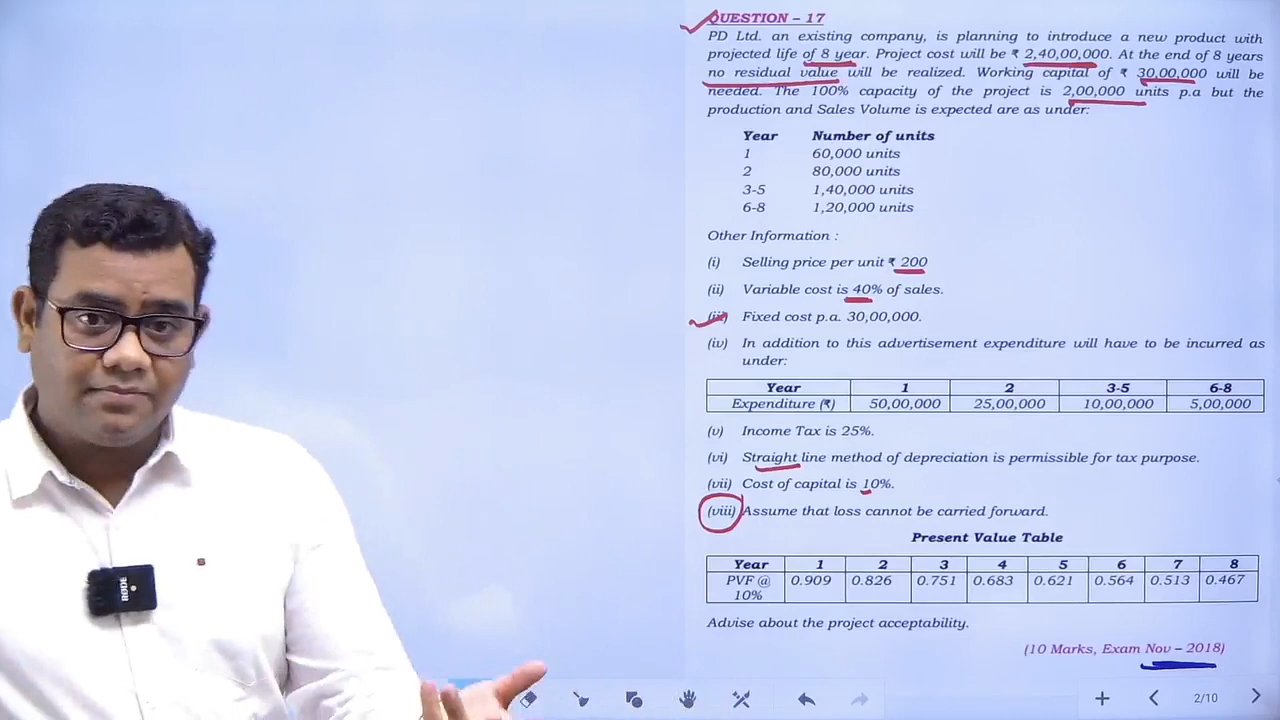 QUESTION – 17
PD Ltd. an existing company, is planning to introduce a new product with
projected life of 8 year. Project cost will be ₹ 2,40,00,000. At the end of 8 years
no residual value will be realized. Working capital of ₹ 30,00,000 will be
needed. The 100% capacity of the project is 2,00,000 units p.a but the
production and Sales Volume is expected are as under:
Year Number of units
1 60,000 units
2 80,000 units
3-5 1,40,000 units
6-8 1,20,000 units
Other Information :
(i) Selling price per unit ₹ 200
(ii) Variable cost is 40% of sales.
(iii) Fixed cost p.a. 30,00,000.
(iv) In addition to this advertisement expenditure will have to be incurred as
under:
Year 1 2 3-5 6-8
Expenditure (₹) 50,00,000 25,00,000 10,00,000 5,00,000
(v) Income Tax is 25%.
(vi) Straight line method of depreciation is permissible for tax purpose.
(vii) Cost of capital is 10%.
(viii) Assume that loss cannot be carried forward.
Present Value Table
Year 1 2 3 4 5 6 7 8
PVF @ 0.909 0.826 0.751 0.683 0.621 0.564 0.513 0.467
10%
Advise about the project acceptability.
(10 Marks, Exam Nov – 2018)
RODE
2/10